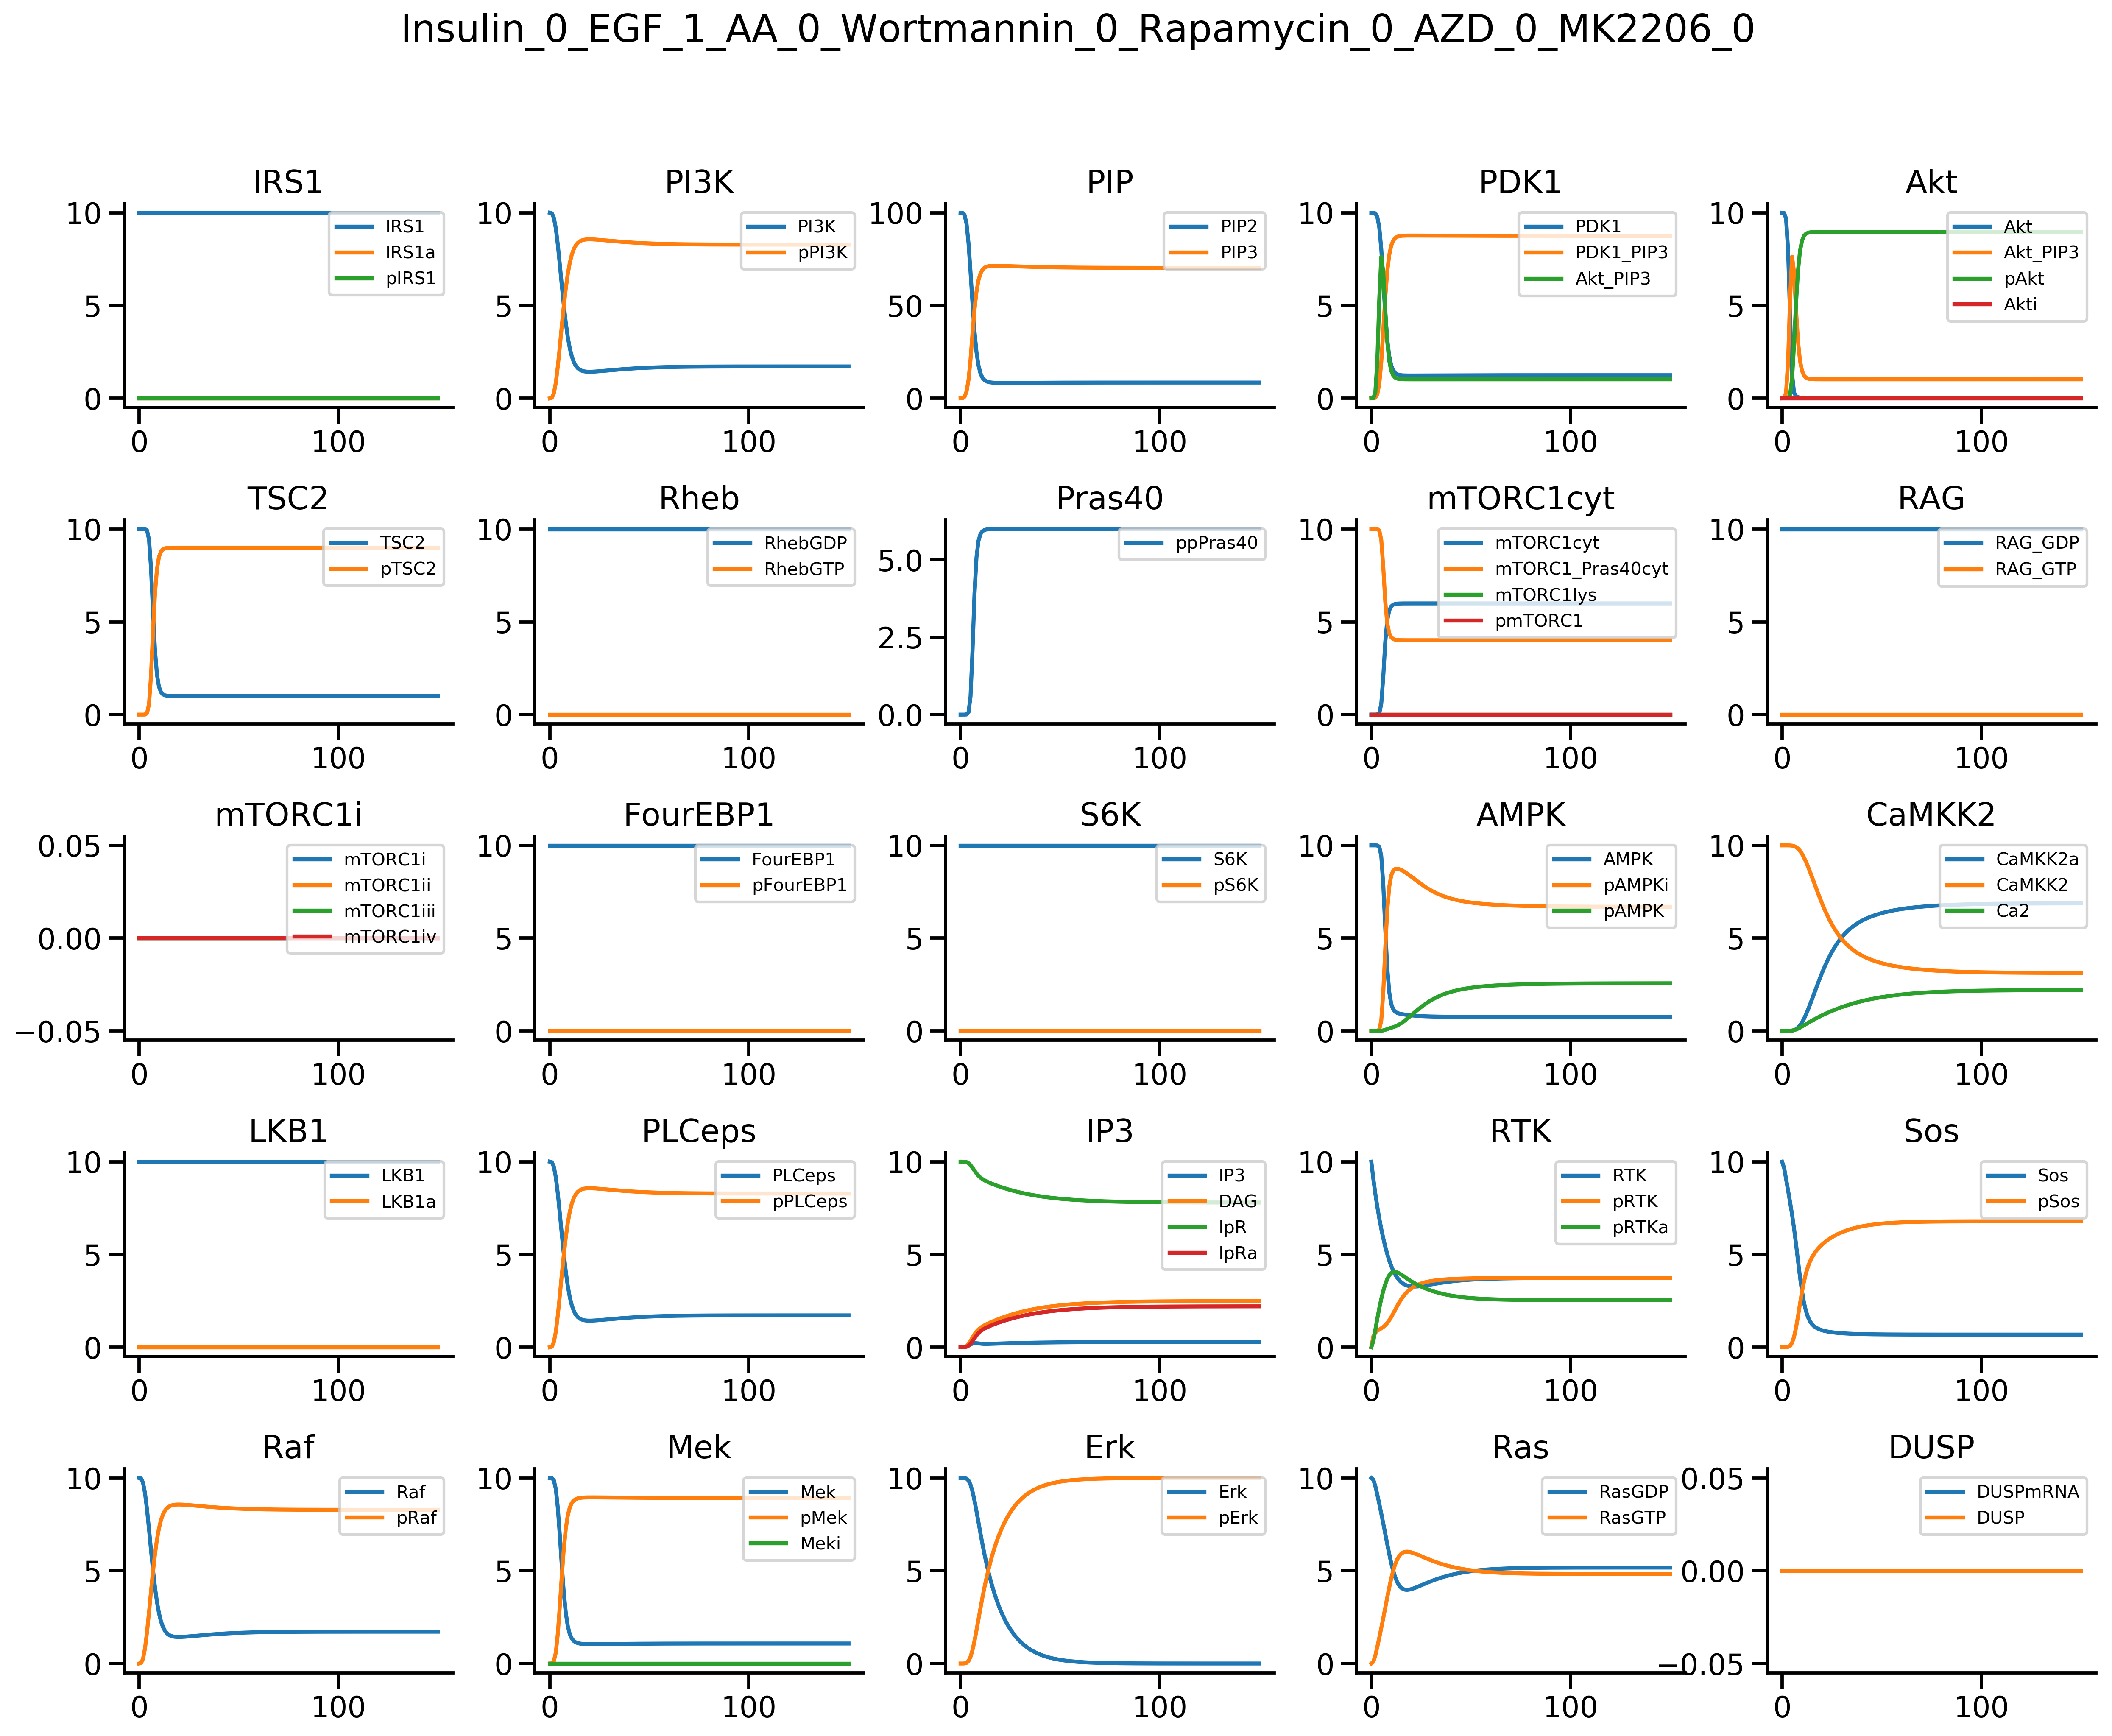 Insulin_0_EGF_1_AA_0_Wortmannin_0_Rapamycin_0_AZD_0_MK2206_0
IRS1
10
5
0
0
100
IRS1
IRS1a
pIRS1
PI3K
10
5
0
0
100
PI3K
pPI3K
PIP
100
50
0
0
100
PIP2
PIP3
PDK1
10
5
0
0
100
PDK1
PDK1_PIP3
Akt_PIP3
Akt
10
5
0
0
100
Akt
Akt_PIP3
pAkt
Akti
TSC2
10
5
0
0
100
TSC2
pTSC2
Rheb
10
5
0
0
100
RhebGDP
RhebGTP
Pras40
5.0
2.5
0.0
0
100
ppPras40
mTORC1cyt
10
5
0
0
100
mTORC1cyt
mTORC1_Pras40cyt
mTORC1lys
pmTORC1
RAG
10
5
0
0
100
RAG_GDP
RAG_GTP
mTORC1i
0.05
0.00
−0.05
0
100
mTORC1i
mTORC1ii
mTORC1iii
mTORC1iv
FourEBP1
10
5
0
0
100
FourEBP1
pFourEBP1
S6K
10
5
0
0
100
S6K
pS6K
AMPK
10
5
0
0
100
AMPK
pAMPKi
pAMPK
CaMKK2
10
5
0
0
100
CaMKK2a
CaMKK2
Ca2
LKB1
10
5
0
0
100
LKB1
LKB1a
PLCeps
10
5
0
0
100
PLCeps
pPLCeps
IP3
10
5
0
0
100
IP3
DAG
IpR
IpRa
RTK
10
5
0
0
100
RTK
pRTK
pRTKa
Sos
10
5
0
0
100
Sos
pSos
Raf
10
5
0
0
100
Raf
pRaf
Mek
10
5
0
0
100
Mek
pMek
Meki
Erk
10
5
0
0
100
Erk
pErk
Ras
10
5
0
0
100
RasGDP
RasGTP
DUSP
0.05
0.00
−0.05
0
100
DUSPmRNA
DUSP